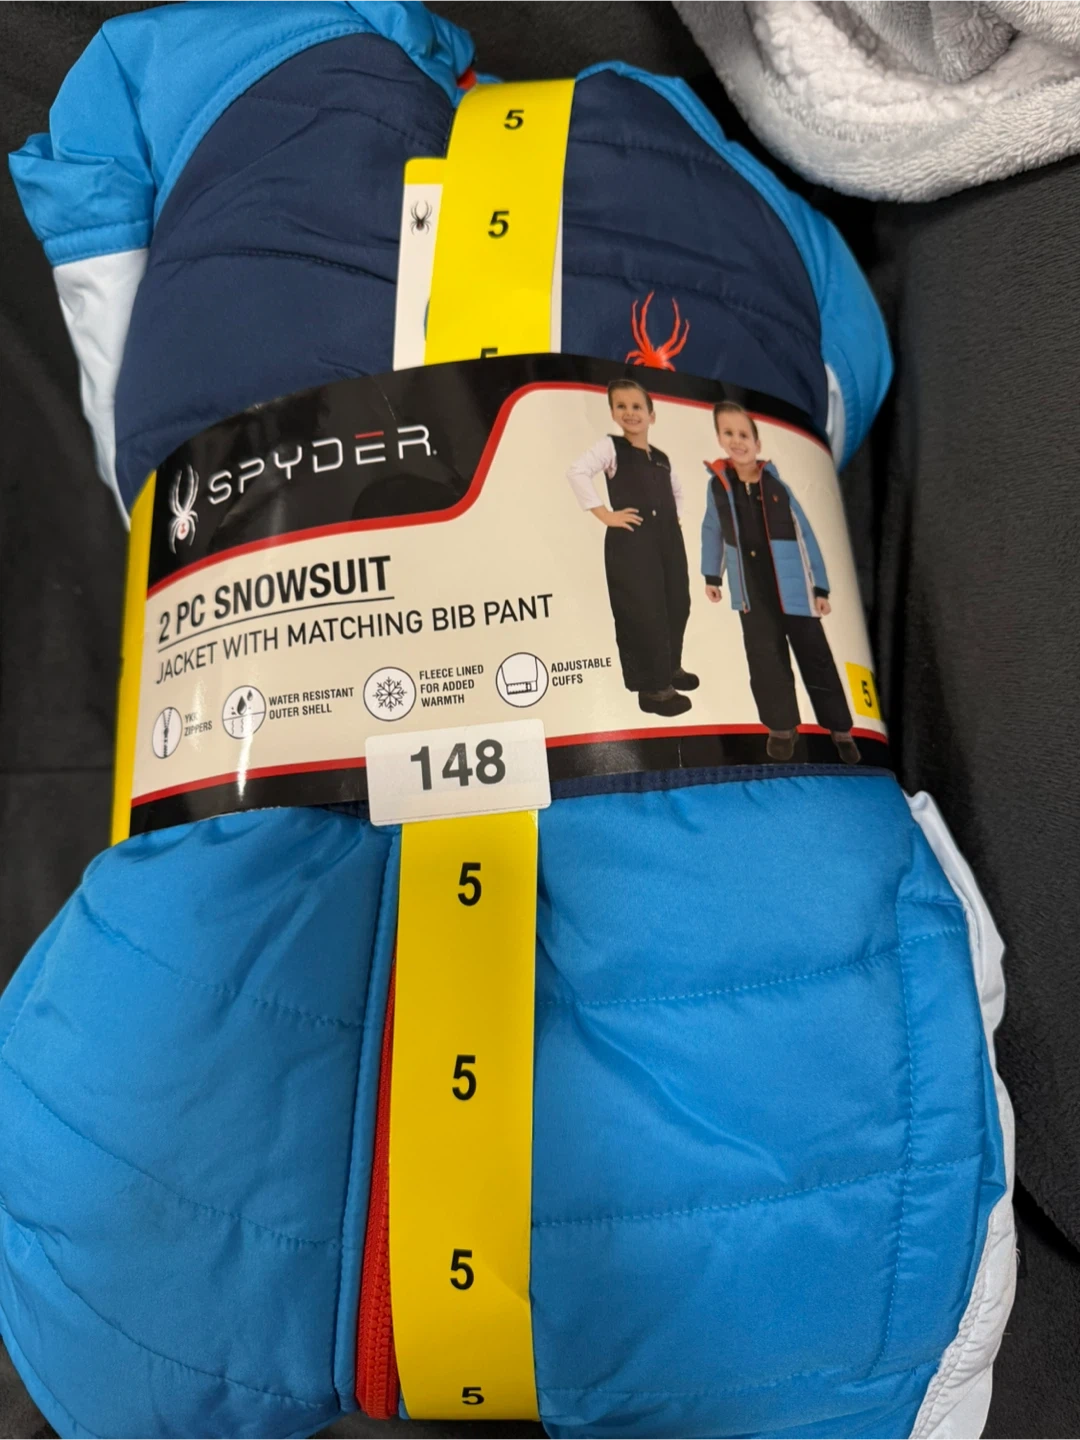 5
5
5
SPYDER.
2 PC SNOWSUIT
JACKET WITH MATCHING BIB PANT
YKK
ZIPPERS
WATER RESISTANT
OUTER SHELL
FLEECE LINED
FOR ADDED
WARMTH
ADJUSTABLE
CUFFS
5
148
5
5
5
5